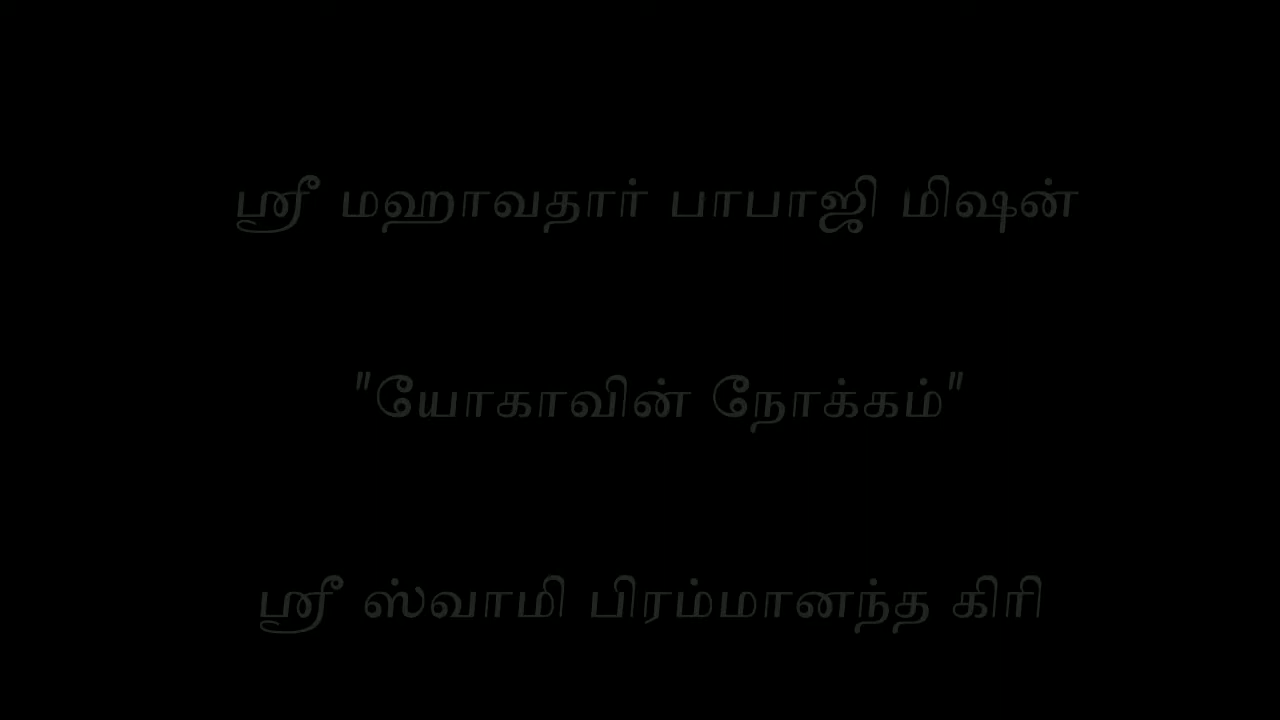 ஸ்ரீ மஹாவதார் பாபாஜி மிஷன்
"யோகாவின் நோக்கம்"
ஸ்ரீ ஸ்வாமி பிரம்மானந்த கிரி